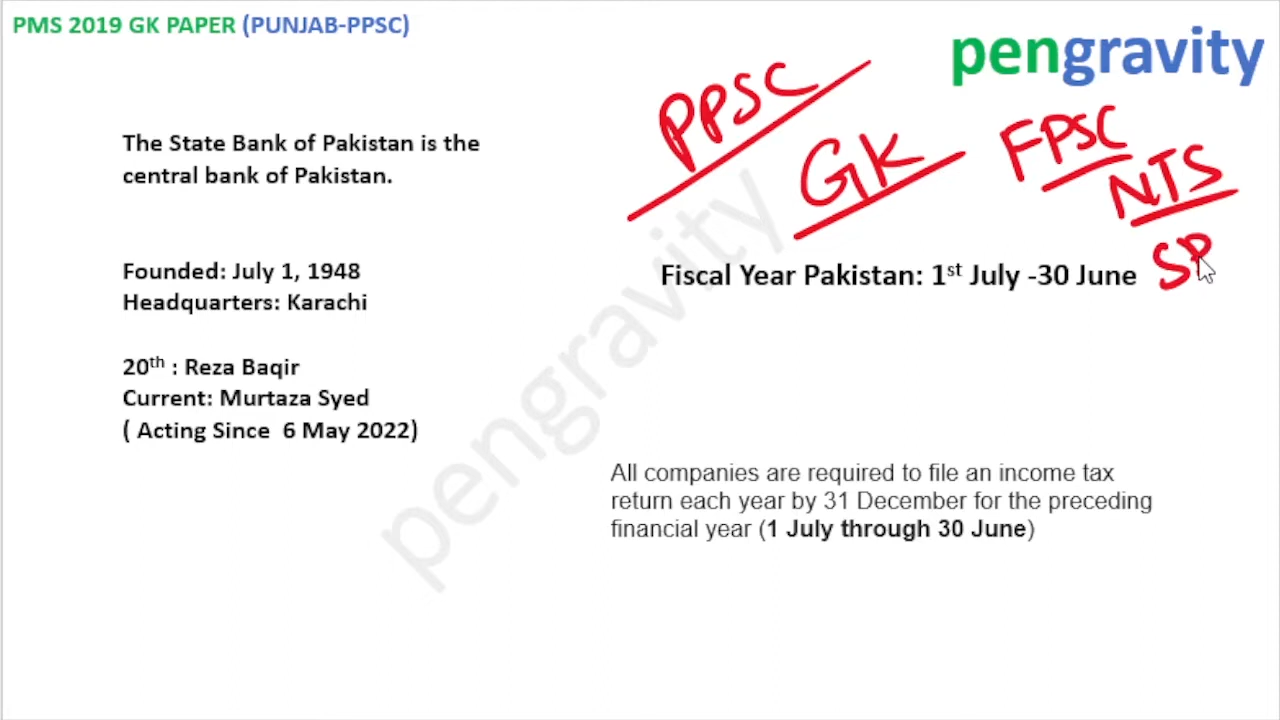 PMS 2019 GK PAPER (PUNJAB-PPSC)
pengravity
PPSC
GK
FPSC
NTS
SP
The State Bank of Pakistan is the
central bank of Pakistan.
Founded: July 1, 1948
Headquarters: Karachi
Fiscal Year Pakistan: 1st July -30 June
20th : Reza Baqir
Current: Murtaza Syed
( Acting Since 6 May 2022)
All companies are required to file an income tax
return each year by 31 December for the preceding
financial year (1 July through 30 June)
pengravity